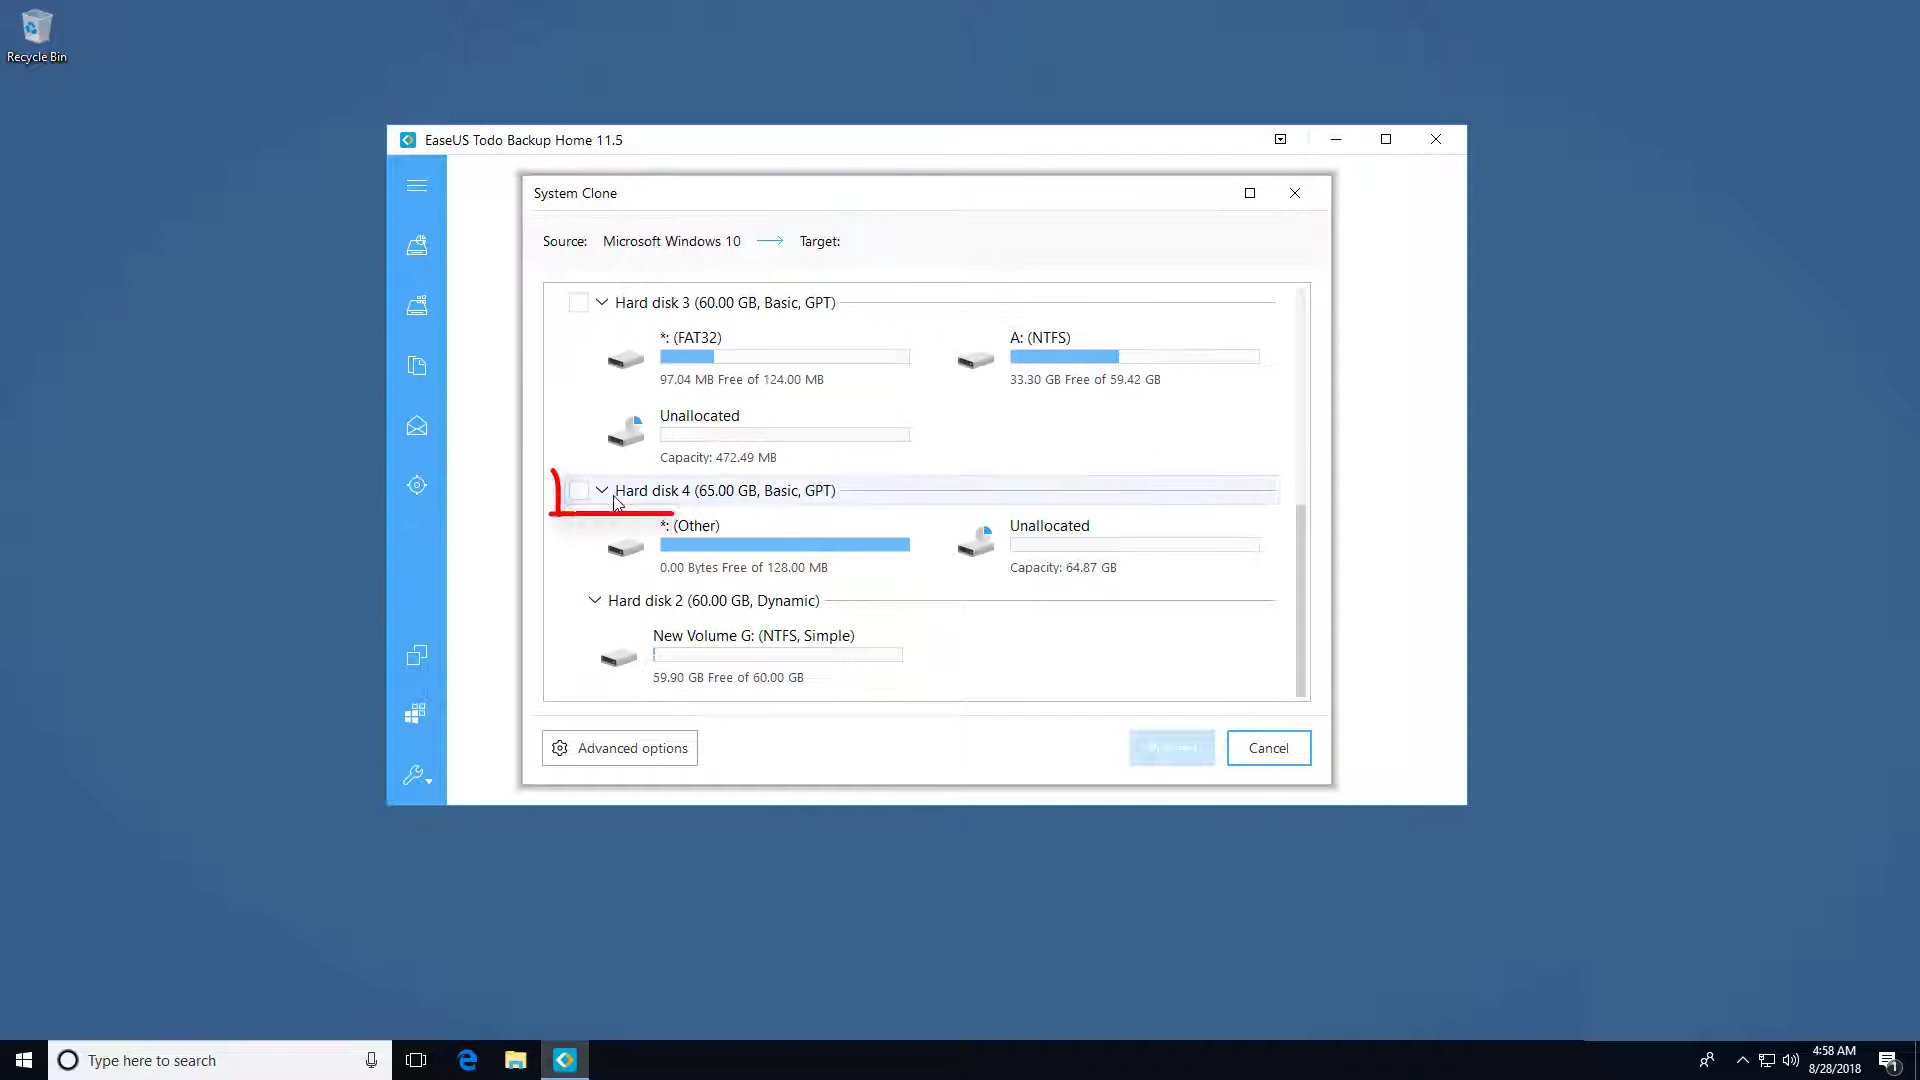 Recycle Bin
EaseUS Todo Backup Home 11.5
System Clone
Source: Microsoft Windows 10 Target:
Hard disk 3 (60.00 GB, Basic, GPT)
*: (FAT32)
97.04 MB Free of 124.00 MB
A: (NTFS)
33.30 GB Free of 59.42 GB
Unallocated
Capacity: 472.49 MB
Hard disk 4 (65.00 GB, Basic, GPT)
*: (Other)
0.00 Bytes Free of 128.00 MB
Unallocated
Capacity: 64.87 GB
Hard disk 2 (60.00 GB, Dynamic)
New Volume G: (NTFS, Simple)
59.90 GB Free of 60.00 GB
Advanced options
Cancel
Type here to search
4:58 AM
8/28/2018
1